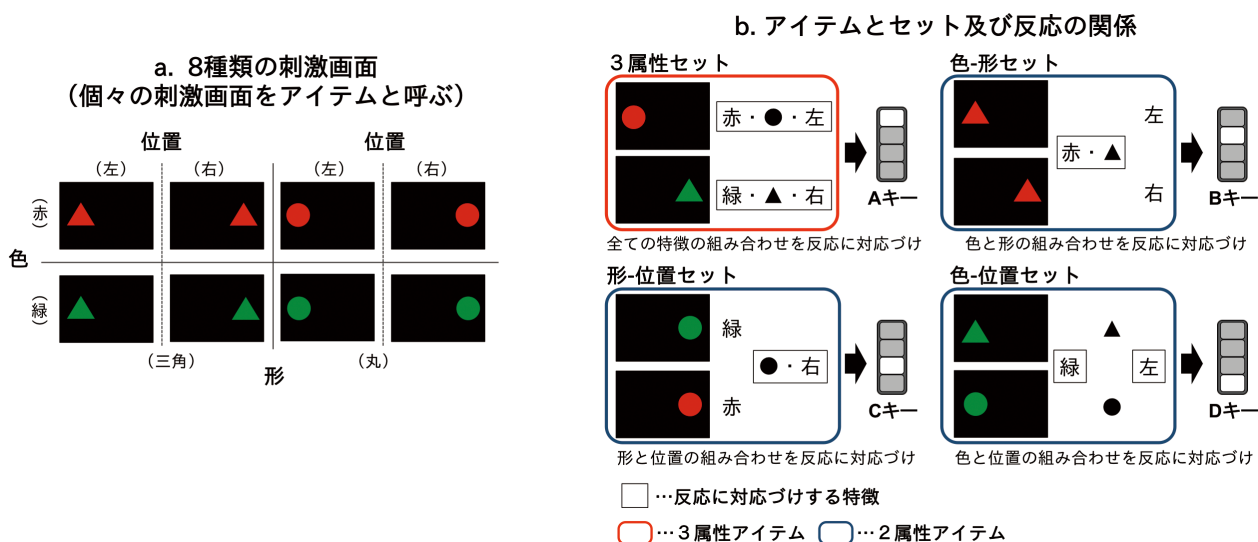 a. 8種類の刺激画面
（個々の刺激画面をアイテムと呼ぶ）
位置 位置
（左） （右） （左） （右）
（赤）
色
（緑）
（三角） （丸）
形
b. アイテムとセット及び反応の関係
３属性セット
赤・●・左
緑・▲・右
Aキー
全ての特徴の組み合わせを反応に対応づけ
色-形セット
左
赤・▲
右
Bキー
色と形の組み合わせを反応に対応づけ
形-位置セット
緑
●・右
赤
Cキー
形と位置の組み合わせを反応に対応づけ
色-位置セット
緑 左
Dキー
色と位置の組み合わせを反応に対応づけ
…反応に対応づけする特徴
…３属性アイテム …２属性アイテム